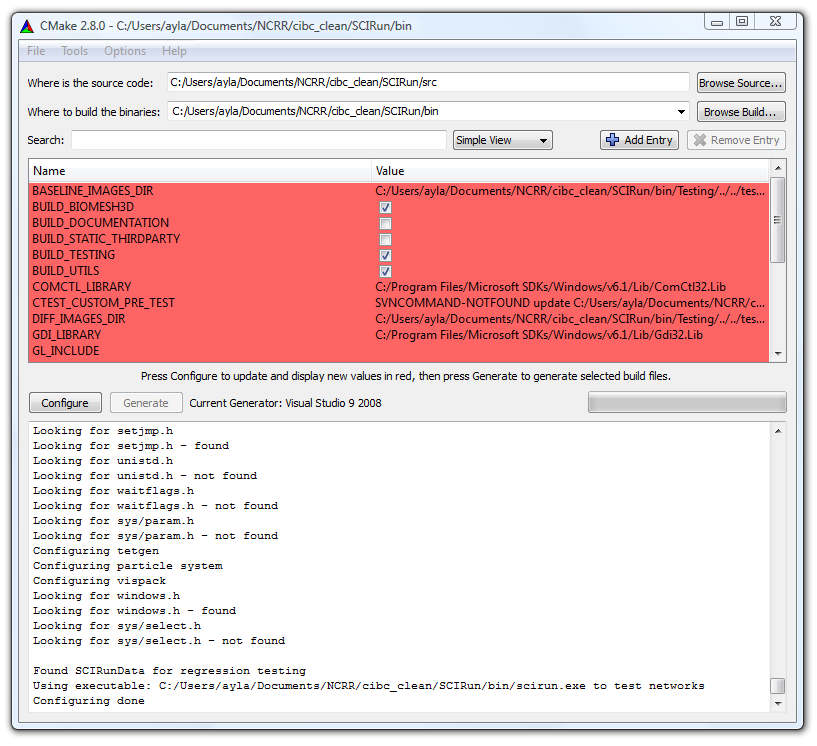 CMake 2.8.0 - C:/Users/ayla/Documents/NCRR/cibc_clean/SCIRun/bin
File Tools Options Help
Where is the source code: C:/Users/ayla/Documents/NCRR/cibc_clean/SCIRun/src Browse Source...
Where to build the binaries: C:/Users/ayla/Documents/NCRR/cibc_clean/SCIRun/bin Browse Build...
Search: Simple View Add Entry Remove Entry
Name Value
BASELINE_IMAGES_DIR C:/Users/ayla/Documents/NCRR/cibc_clean/SCIRun/bin/Testing/../../tes...
BUILD_BIOMESH3D
BUILD_DOCUMENTATION
BUILD_STATIC_THIRDPARTY
BUILD_TESTING
BUILD_UTILS
COMCTL_LIBRARY C:/Program Files/Microsoft SDKs/Windows/v6.1/Lib/ComCtl32.Lib
CTEST_CUSTOM_PRE_TEST SVNCOMMAND-NOTFOUND update C:/Users/ayla/Documents/NCRR/c...
DIFF_IMAGES_DIR C:/Users/ayla/Documents/NCRR/cibc_clean/SCIRun/bin/Testing/../../tes...
GDI_LIBRARY C:/Program Files/Microsoft SDKs/Windows/v6.1/Lib/Gdi32.Lib
GL_INCLUDE
Press Configure to update and display new values in red, then press Generate to generate selected build files.
Configure Generate Current Generator: Visual Studio 9 2008
Looking for setjmp.h
Looking for setjmp.h - found
Looking for unistd.h
Looking for unistd.h - not found
Looking for waitflags.h
Looking for waitflags.h - not found
Looking for sys/param.h
Looking for sys/param.h - not found
Configuring tetgen
Configuring particle system
Configuring vispack
Looking for windows.h
Looking for windows.h - found
Looking for sys/select.h
Looking for sys/select.h - not found
Found SCIRunData for regression testing
Using executable: C:/Users/ayla/Documents/NCRR/cibc_clean/SCIRun/bin/scirun.exe to test networks
Configuring done